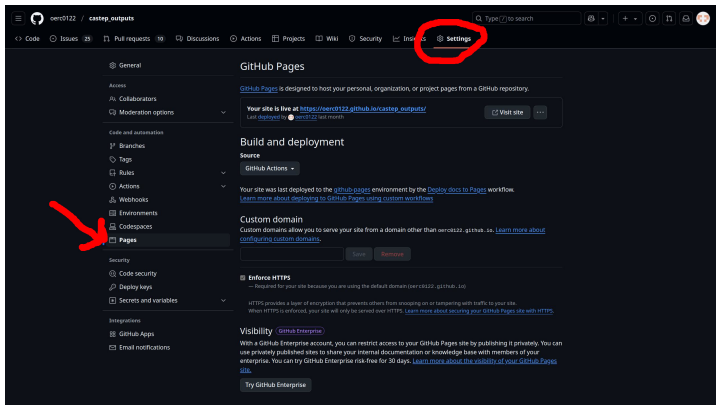 oerc0122 / castep_outputs
Type / to search
Code Issues 25 Pull requests 10 Discussions Actions Projects Wiki Security Settings
General
Access
Collaborators
Moderation options
Code and automation
Branches
Tags
Rules
Actions
Webhooks
Environments
Codespaces
Pages
Security
Code security
Deploy keys
Secrets and variables
Integrations
GitHub Apps
Email notifications
GitHub Pages
GitHub Pages is designed to host your personal, organization, or project pages from a GitHub repository.
Your site is live at https://oerc0122.github.io/castep_outputs/
Last deployed by oerc0122 last month
Visit site
Build and deployment
Source
GitHub Actions
Your site was last deployed to the github-pages environment by the Deploy docs to Pages workflow.
Learn more about deploying to GitHub Pages using custom workflows
Custom domain
Custom domains allow you to serve your site from a domain other than oerc0122.github.io. Learn more about
configuring custom domains.
Save Remove
Enforce HTTPS
— Required for your site because you are using the default domain (oerc0122.github.io)
HTTPS provides a layer of encryption that prevents others from snooping on or tampering with traffic to your site.
When HTTPS is enforced, your site will only be served over HTTPS. Learn more about securing your GitHub Pages site with HTTPS.
Visibility GitHub Enterprise
With a GitHub Enterprise account, you can restrict access to your GitHub Pages site by publishing it privately. You can
use privately published sites to share your internal documentation or knowledge base with members of your
enterprise. You can try GitHub Enterprise risk-free for 30 days. Learn more about the visibility of your GitHub Pages
site.
Try GitHub Enterprise